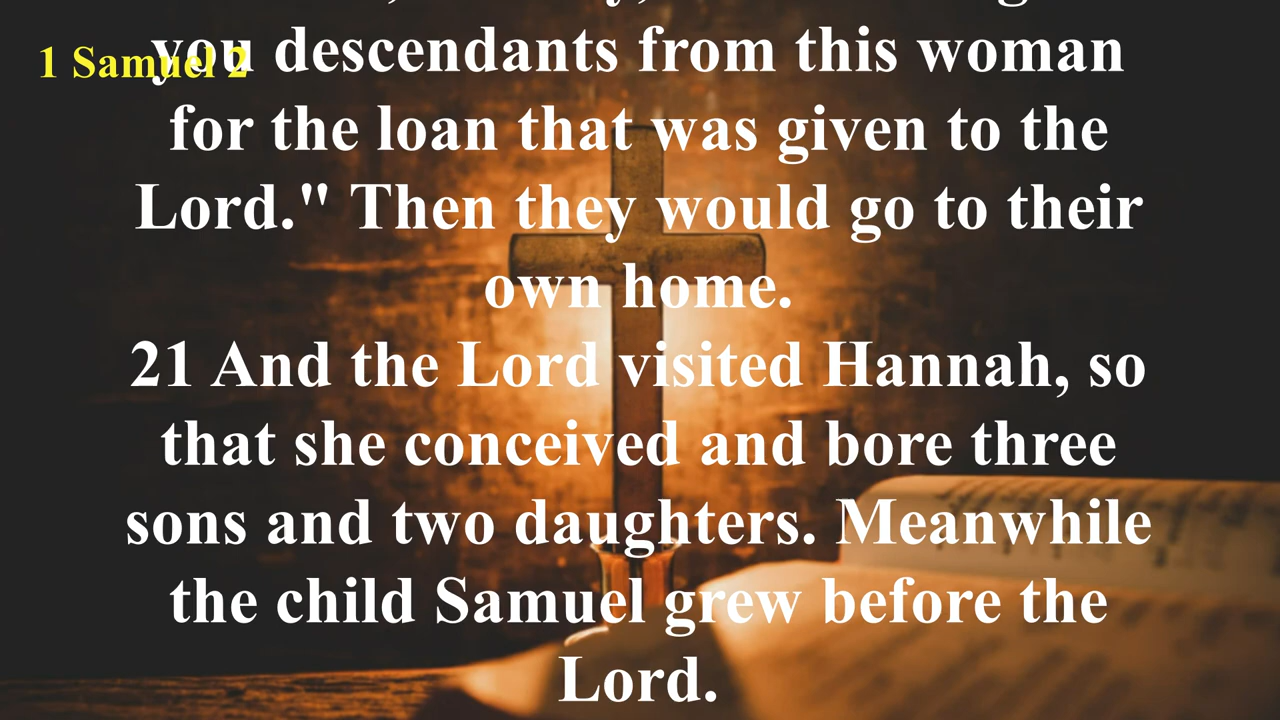 1 Samuel 2
you descendants from this woman
for the loan that was given to the
Lord." Then they would go to their
own home.
21 And the Lord visited Hannah, so
that she conceived and bore three
sons and two daughters. Meanwhile
the child Samuel grew before the
Lord.